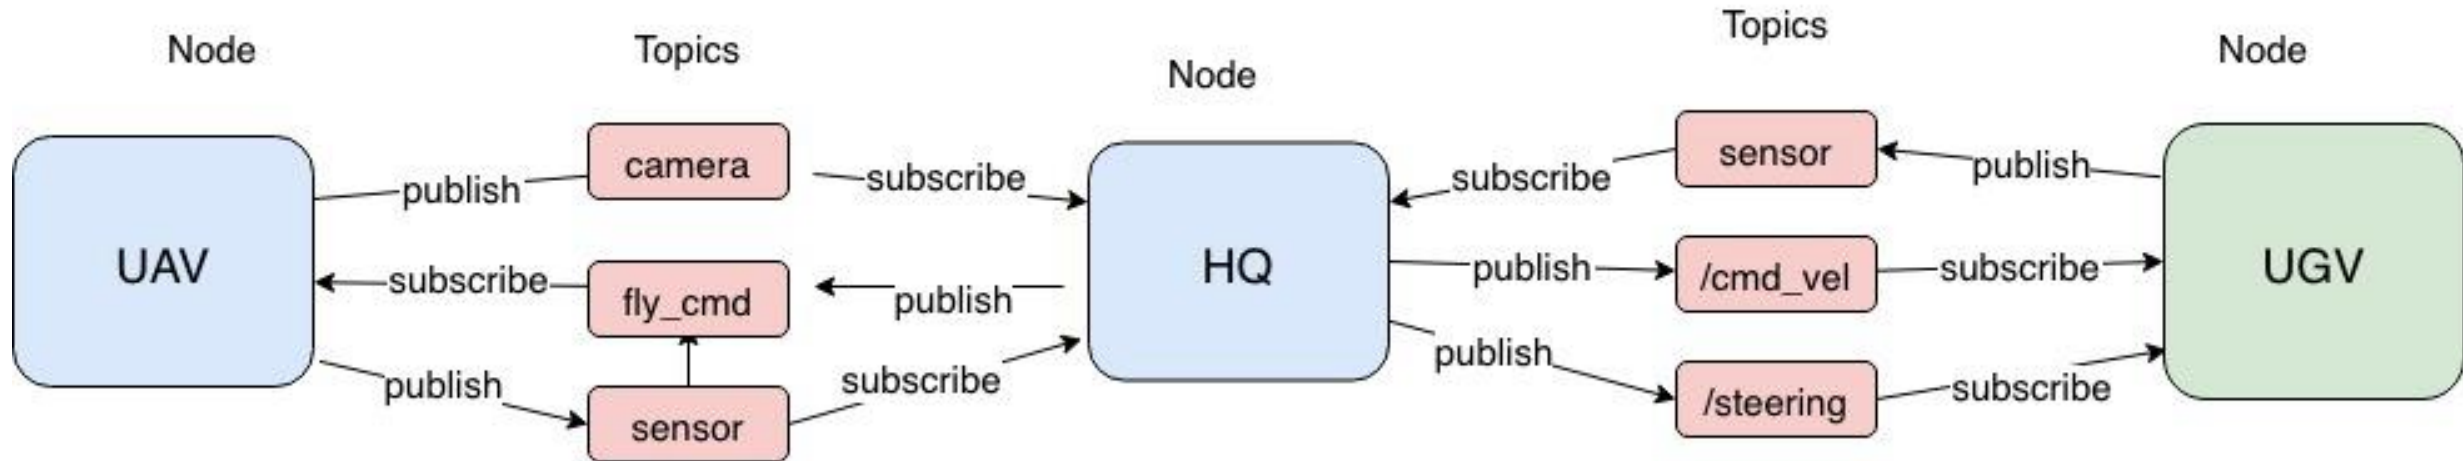 Node
Topics
Node
Topics
Node
UAV
publish
camera
subscribe
subscribe
fly_cmd
publish
publish
sensor
subscribe
HQ
subscribe
sensor
publish
publish
/cmd_vel
subscribe
publish
/steering
subscribe
UGV